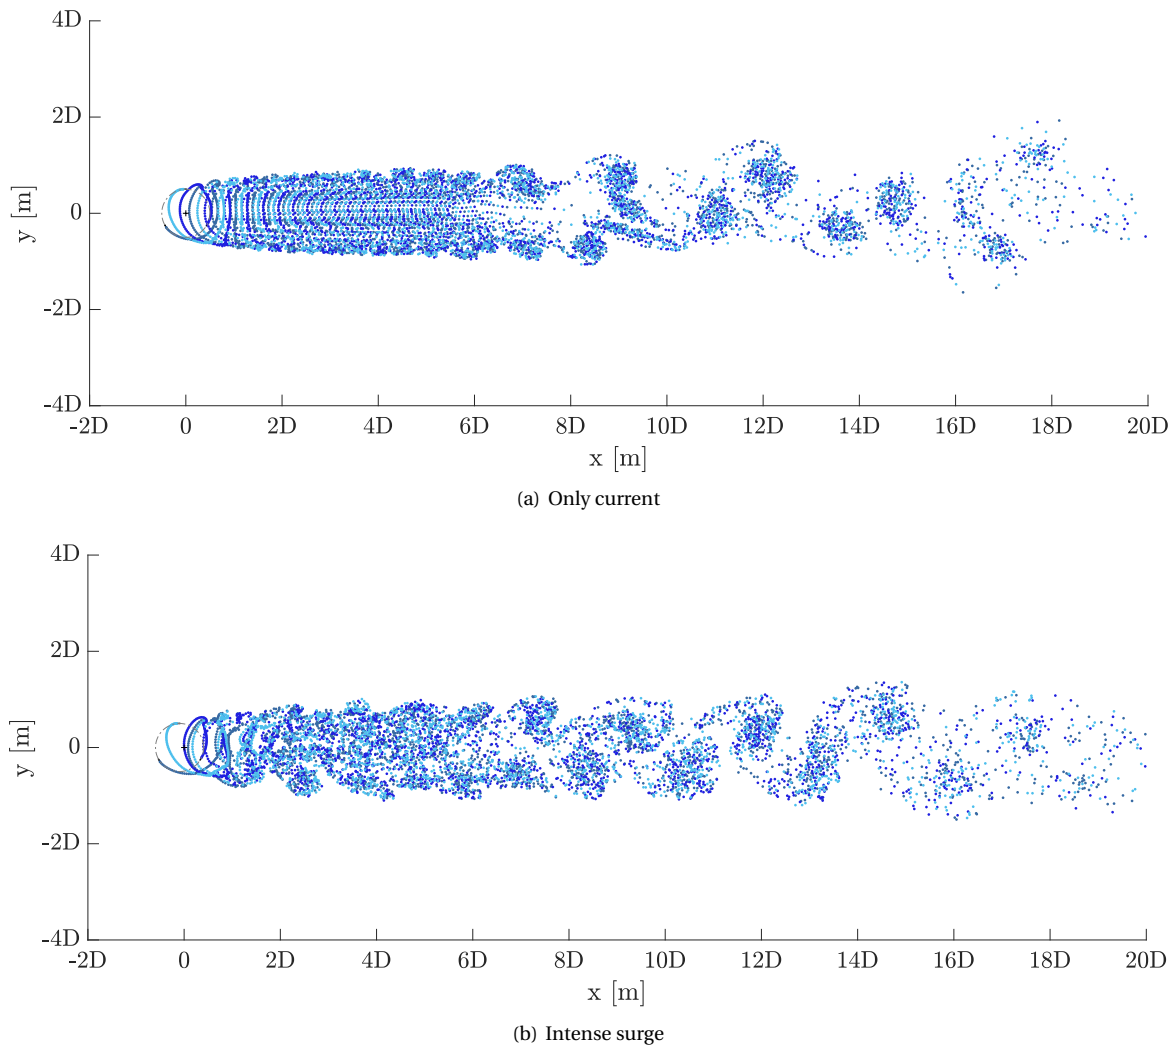 4D
2D
0
-2D
-4D
y [m]
-2D 0 2D 4D 6D 8D 10D 12D 14D 16D 18D 20D
x [m]
(a) Only current
4D
2D
0
-2D
-4D
y [m]
-2D 0 2D 4D 6D 8D 10D 12D 14D 16D 18D 20D
x [m]
(b) Intense surge